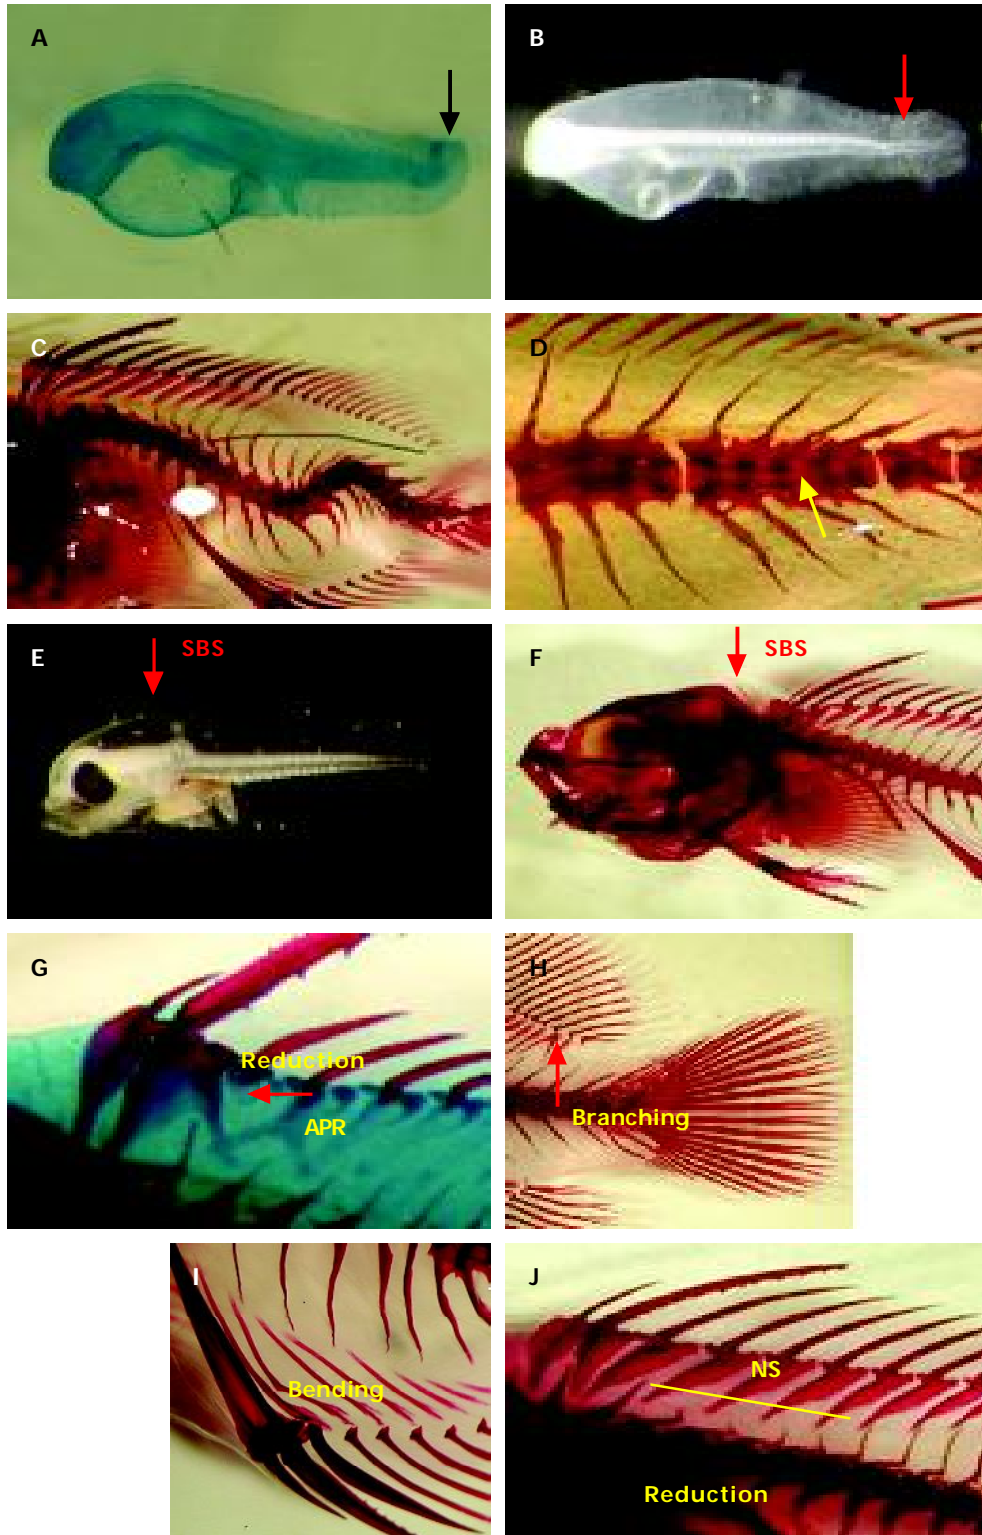 A
B
C
D
E
SBS
F
SBS
G
Reduction
APR
H
Branching
I
Bending
J
NS
Reduction